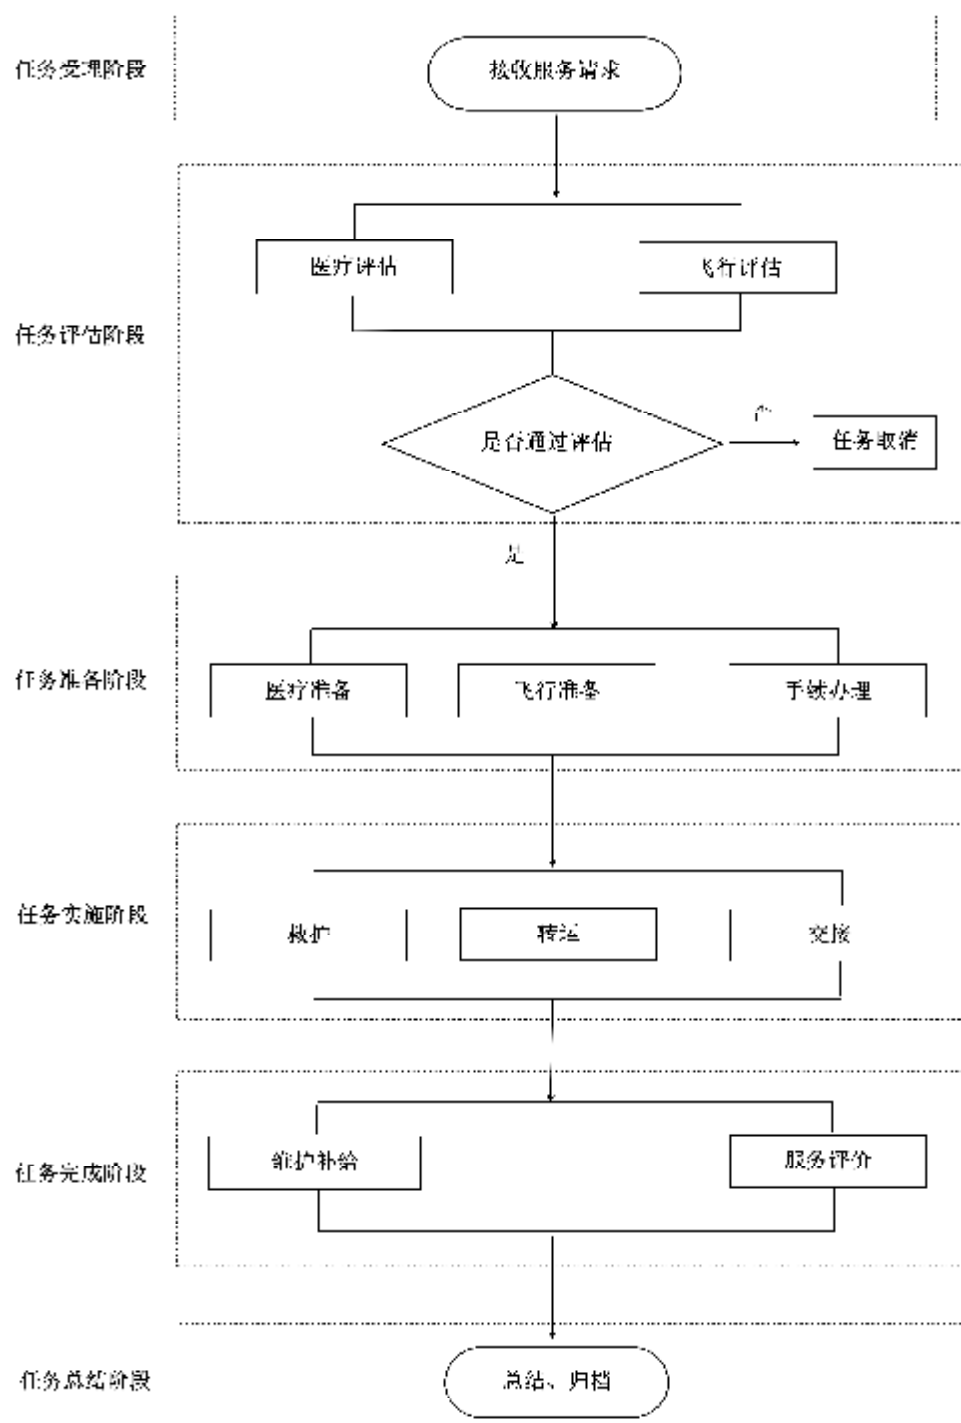 任务受理阶段
接收服务请求
医疗评估
飞行评估
任务评估阶段
是否通过评估
否
任务取消
是
任务准备阶段
医疗准备
飞行准备
手续办理
任务实施阶段
救护
转运
交接
任务完成阶段
维护补给
服务评价
任务总结阶段
总结、归档